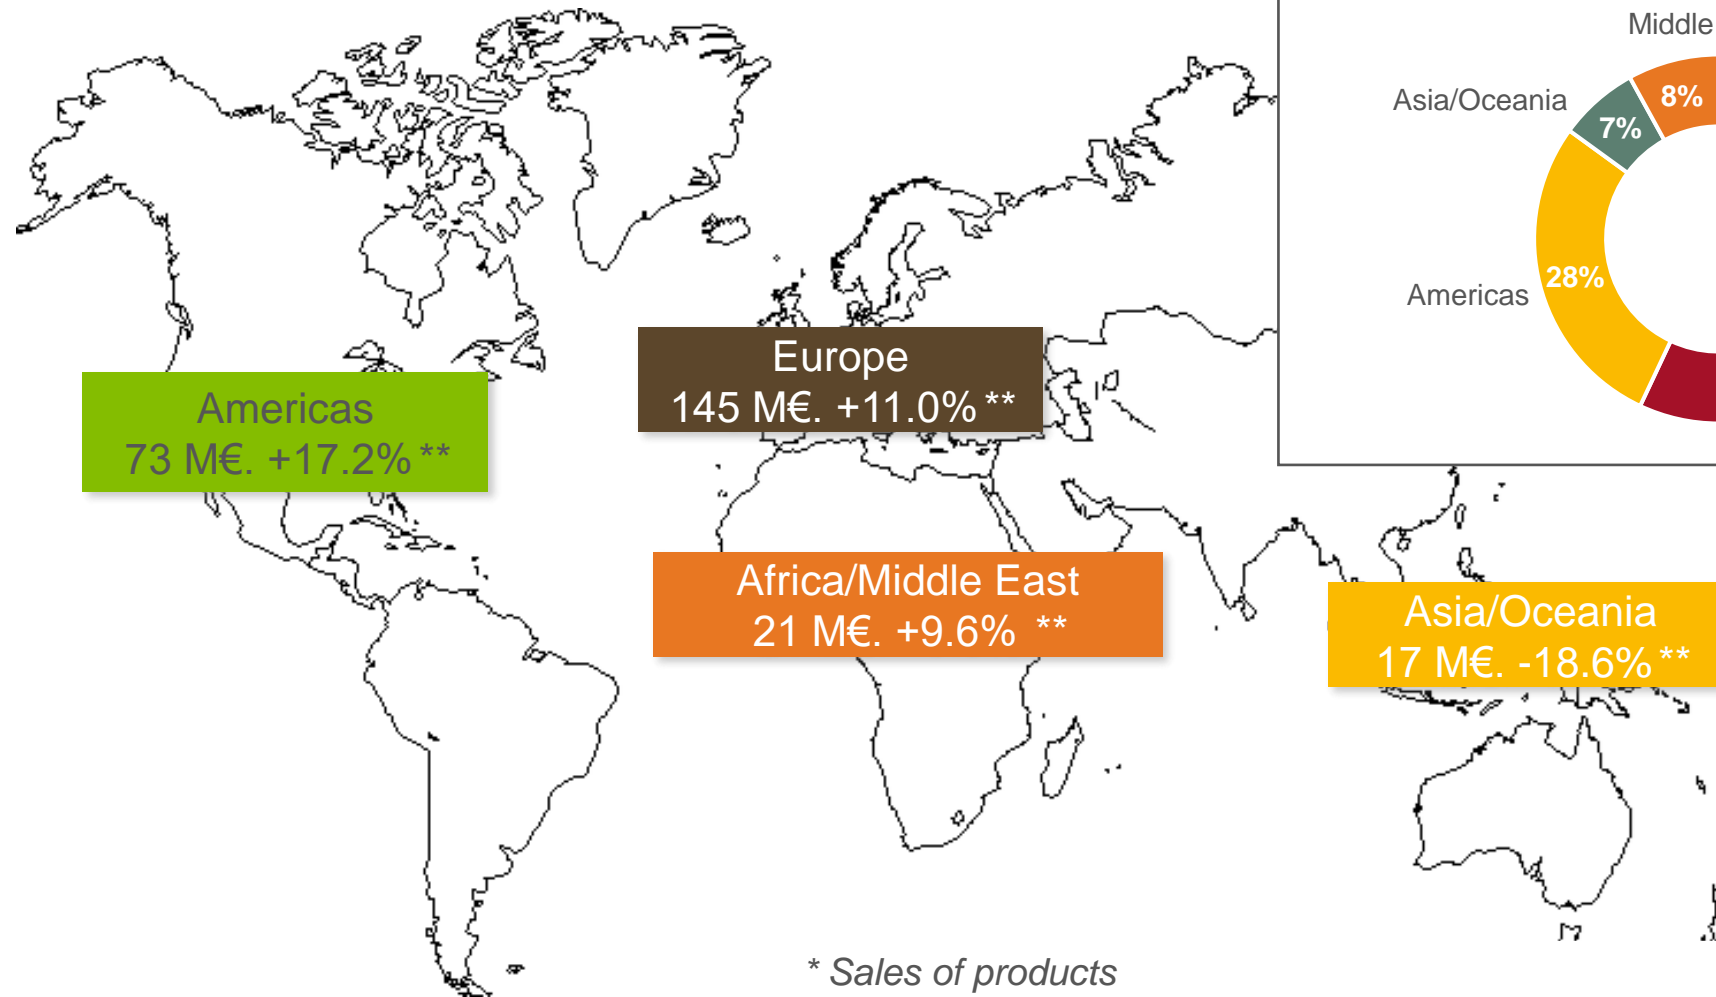 Middle
Asia/Oceania
8%
7%
Americas
28%
Europe
145 M€. +11.0% **
Americas
73 M€. +17.2% **
Africa/Middle East
21 M€. +9.6% **
Asia/Oceania
17 M€. -18.6% **
* Sales of products